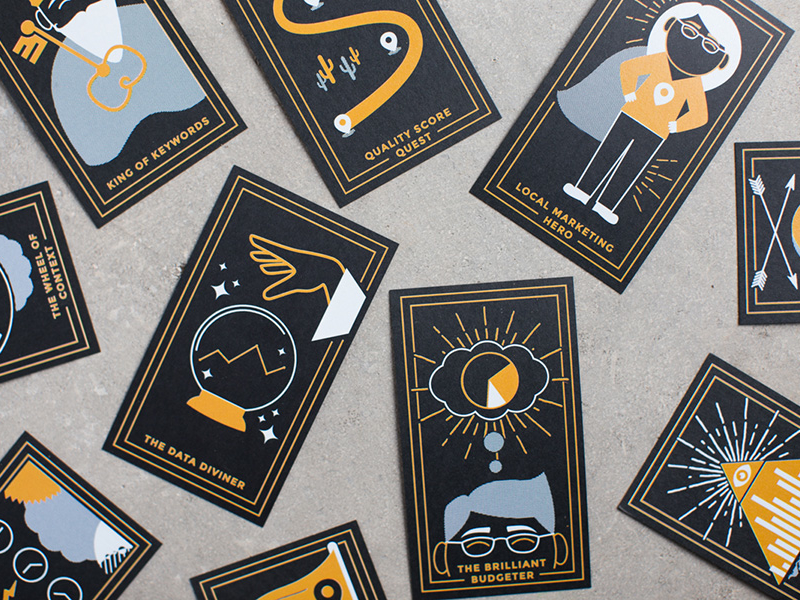 KING OF KEYWORDS
QUALITY SCORE
QUEST
LOCAL MARKETING
HERO
THE WHEEL OF
CONTEXT
THE DATA DIVINER
THE BRILLIANT
BUDGETER